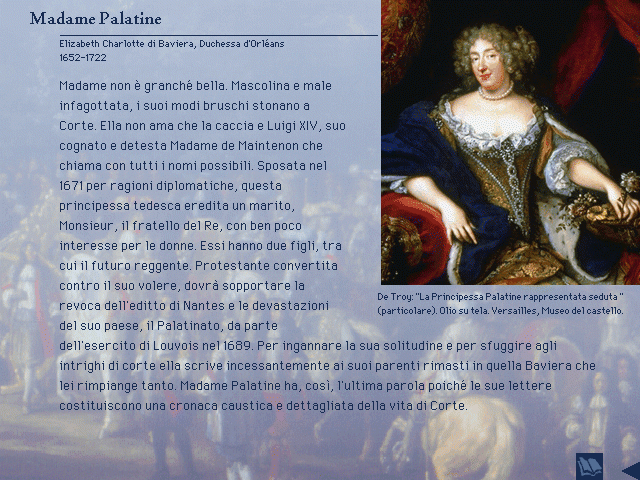 Madame Palatine
Elizabeth Charlotte di Baviera, Duchessa d'Orléans
1652-1722
Madame non è granché bella. Mascolina e male
infagottata, i suoi modi bruschi stonano a
Corte. Ella non ama che la caccia e Luigi XIV, suo
cognato e detesta Madame de Maintenon che
chiama con tutti i nomi possibili. Sposata nel
1671 per ragioni diplomatiche, questa
principessa tedesca eredita un marito,
Monsieur, il fratello del Re, con ben poco
interesse per le donne. Essi hanno due figli, tra
cui il futuro reggente. Protestante convertita
contro il suo volere, dovrà sopportare la
revoca dell'editto di Nantes e le devastazioni
del suo paese, il Palatinato, da parte
dell'esercito di Louvois nel 1689. Per ingannare la sua solitudine e per sfuggire agli
intrighi di corte ella scrive incessantemente ai suoi parenti rimasti in quella Baviera che
lei rimpiange tanto. Madame Palatine ha, così, l'ultima parola poiché le sue lettere
costituiscono una cronaca caustica e dettagliata della vita di Corte.
De Troy: "La Principessa Palatine rappresentata seduta"
(particolare). Olio su tela. Versailles, Museo del castello.